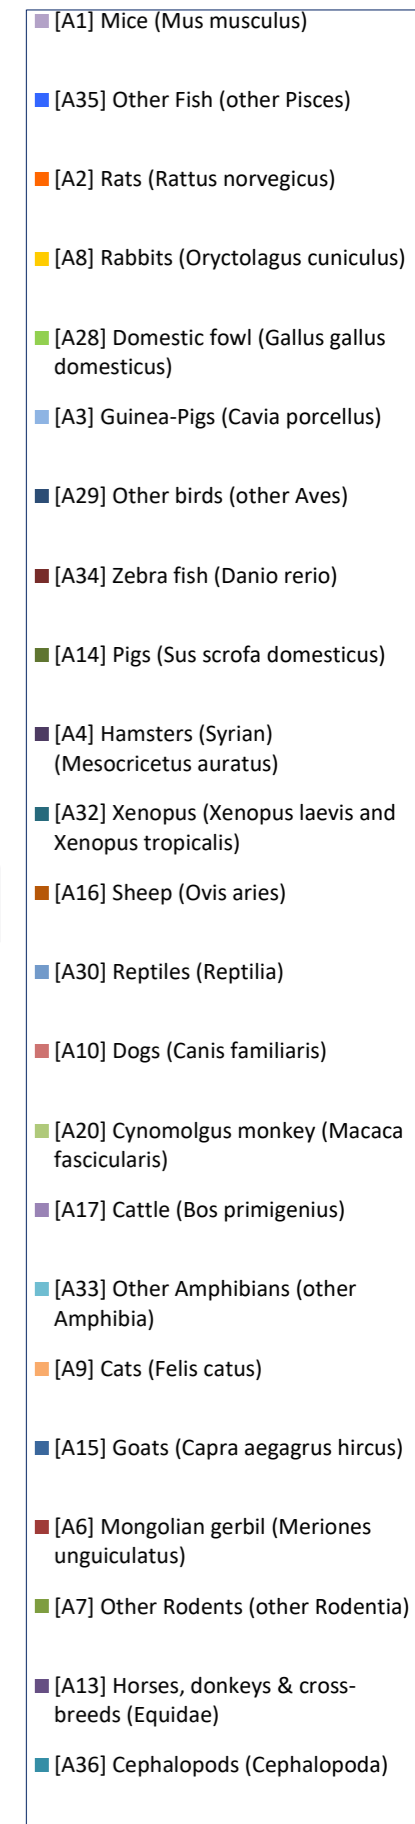 [A1] Mice (Mus musculus)
[A35] Other Fish (other Pisces)
[A2] Rats (Rattus norvegicus)
[A8] Rabbits (Oryctolagus cuniculus)
[A28] Domestic fowl (Gallus gallus
domesticus)
[A3] Guinea-Pigs (Cavia porcellus)
[A29] Other birds (other Aves)
[A34] Zebra fish (Danio rerio)
[A14] Pigs (Sus scrofa domesticus)
[A4] Hamsters (Syrian)
(Mesocricetus auratus)
[A32] Xenopus (Xenopus laevis and
Xenopus tropicalis)
[A16] Sheep (Ovis aries)
[A30] Reptiles (Reptilia)
[A10] Dogs (Canis familiaris)
[A20] Cynomolgus monkey (Macaca
fascicularis)
[A17] Cattle (Bos primigenius)
[A33] Other Amphibians (other
Amphibia)
[A9] Cats (Felis catus)
[A15] Goats (Capra aegagrus hircus)
[A6] Mongolian gerbil (Meriones
unguiculatus)
[A7] Other Rodents (other Rodentia)
[A13] Horses, donkeys & cross-
breeds (Equidae)
[A36] Cephalopods (Cephalopoda)